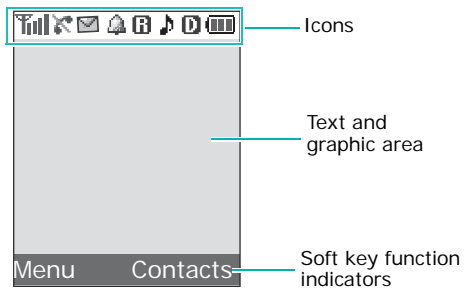 Icons
Text and
graphic area
Menu Contacts
Soft key function
indicators